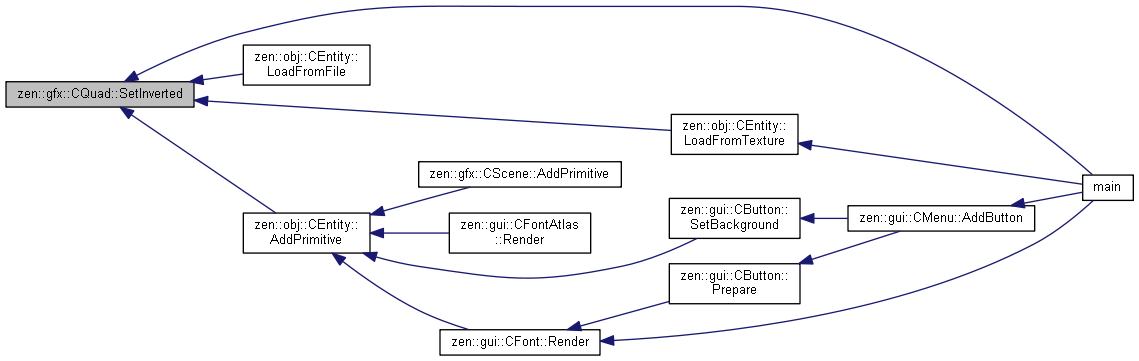 zen::obj::CEntity::
LoadFromFile
zen::gfx::CQuad::SetInverted
zen::obj::CEntity::
LoadFromTexture
zen::gfx::CScene::AddPrimitive
main
zen::obj::CEntity::
AddPrimitive
zen::gui::CFontAtlas
::Render
zen::gui::CButton::
SetBackground
zen::gui::CMenu::AddButton
zen::gui::CButton::
Prepare
zen::gui::CFont::Render